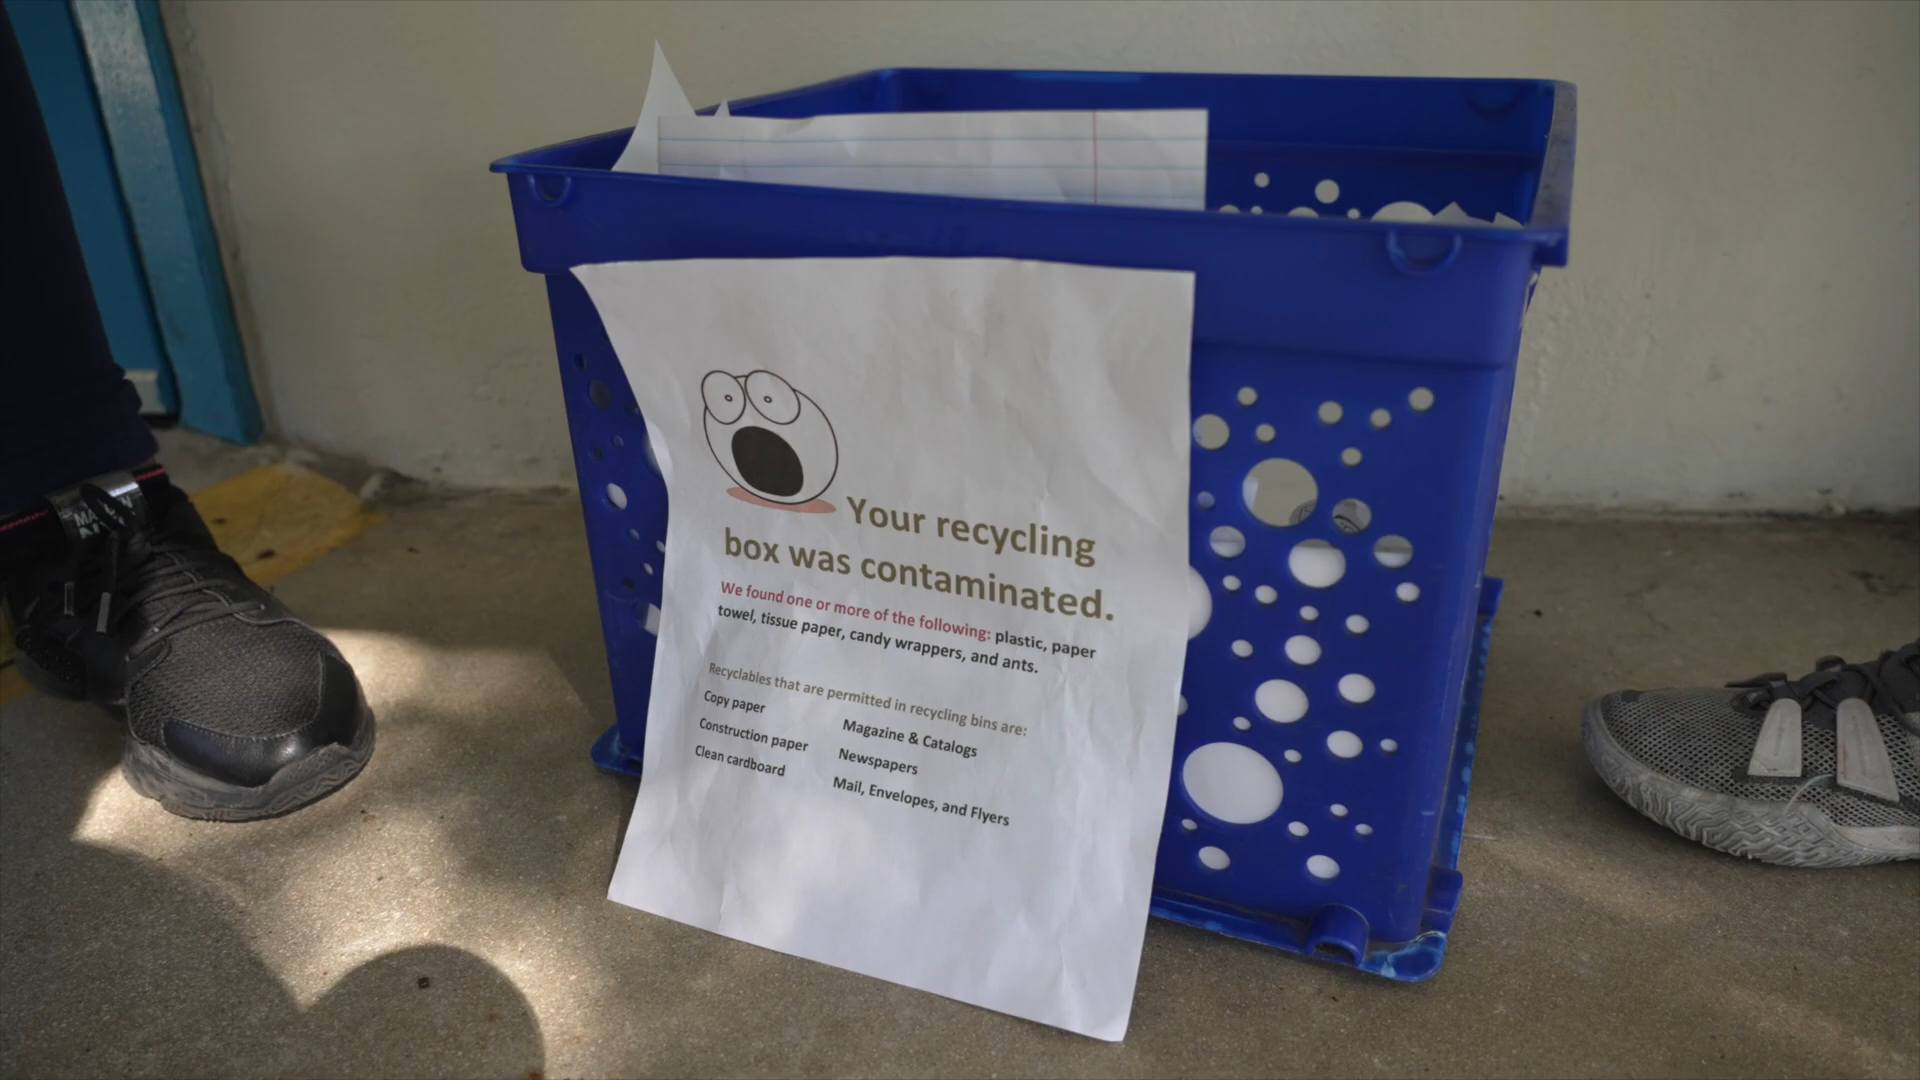 Your recycling
box was contaminated.
We found one or more of the following: plastic, paper
towel, tissue paper, candy wrappers, and ants.
Recyclables that are permitted in recycling bins are:
Copy paper
Construction paper
Clean cardboard
Magazine & Catalogs
Newspapers
Mail, Envelopes, and Flyers